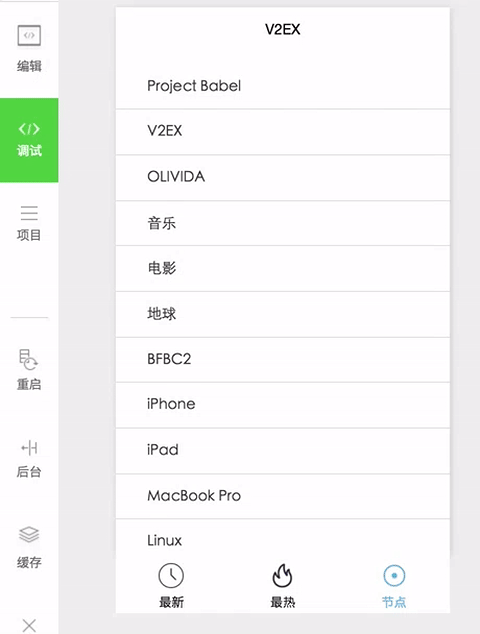 编辑
调试
项目
重启
后台
缓存
V2EX
Project Babel
V2EX
OLIVIDA
音乐
电影
地球
BFBC2
iPhone
iPad
MacBook Pro
Linux
最新
最热
节点